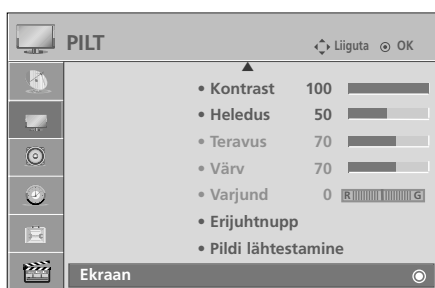 PILT Liiguta OK
• Kontrast 100
• Heledus 50
• Teravus 70
• Värv 70
• Varjund 0 R G
• Erijuhtnupp
• Pildi lähtestamine
Ekraan